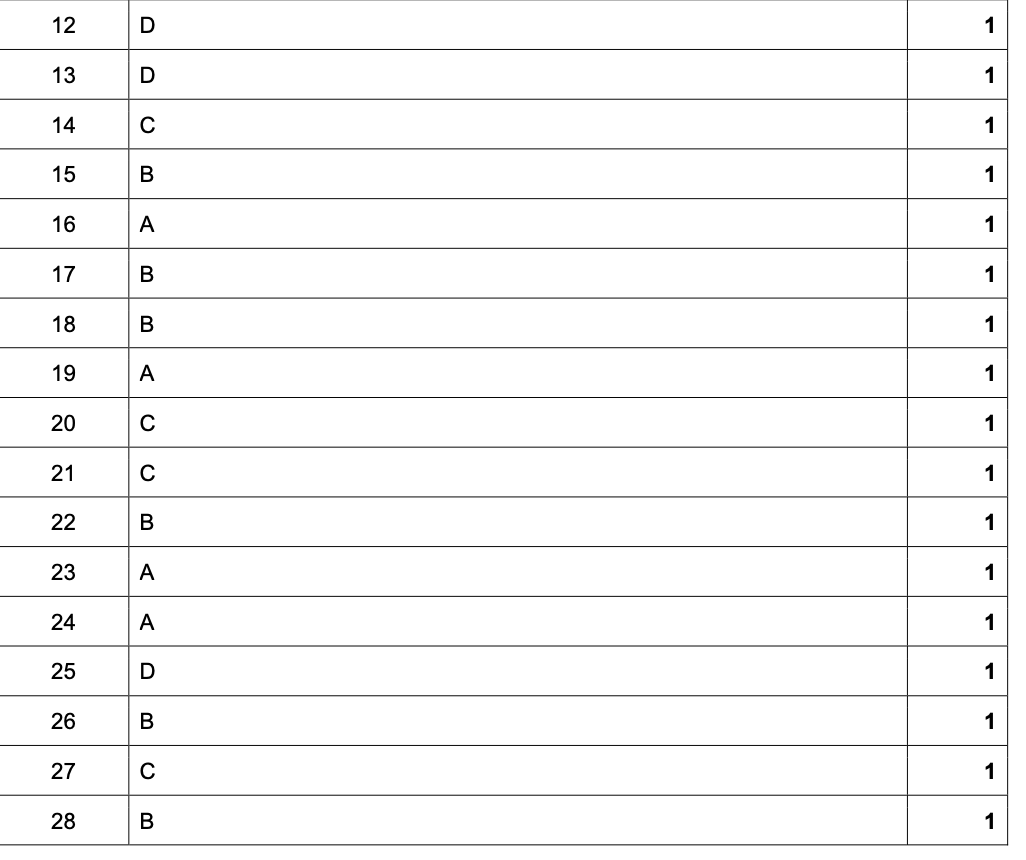 12 D 1
13 D 1
14 C 1
15 B 1
16 A 1
17 B 1
18 B 1
19 A 1
20 C 1
21 C 1
22 B 1
23 A 1
24 A 1
25 D 1
26 B 1
27 C 1
28 B 1